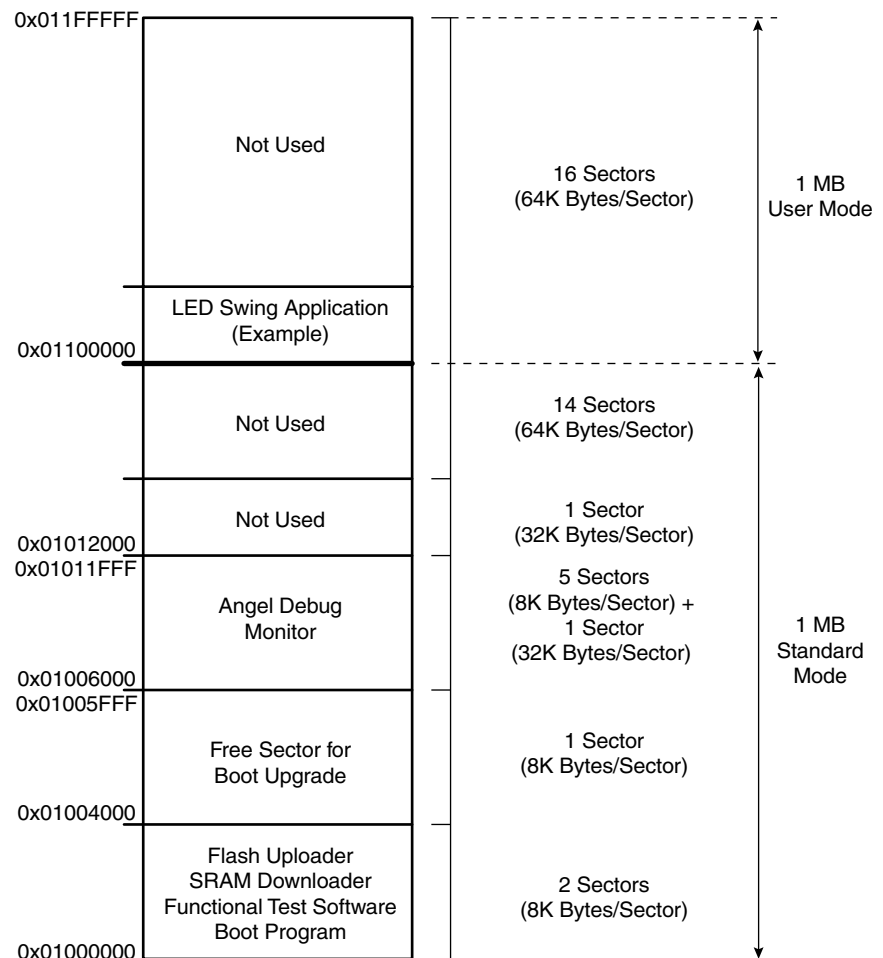 0x011FFFFF
Not Used
16 Sectors
(64K Bytes/Sector)
1 MB
User Mode
LED Swing Application
(Example)
0x01100000
Not Used
14 Sectors
(64K Bytes/Sector)
Not Used
1 Sector
(32K Bytes/Sector)
0x01012000
0x01011FFF
Angel Debug
Monitor
5 Sectors
(8K Bytes/Sector) +
1 Sector
(32K Bytes/Sector)
1 MB
Standard
Mode
0x01006000
0x01005FFF
Free Sector for
Boot Upgrade
1 Sector
(8K Bytes/Sector)
0x01004000
Flash Uploader
SRAM Downloader
Functional Test Software
Boot Program
2 Sectors
(8K Bytes/Sector)
0x01000000